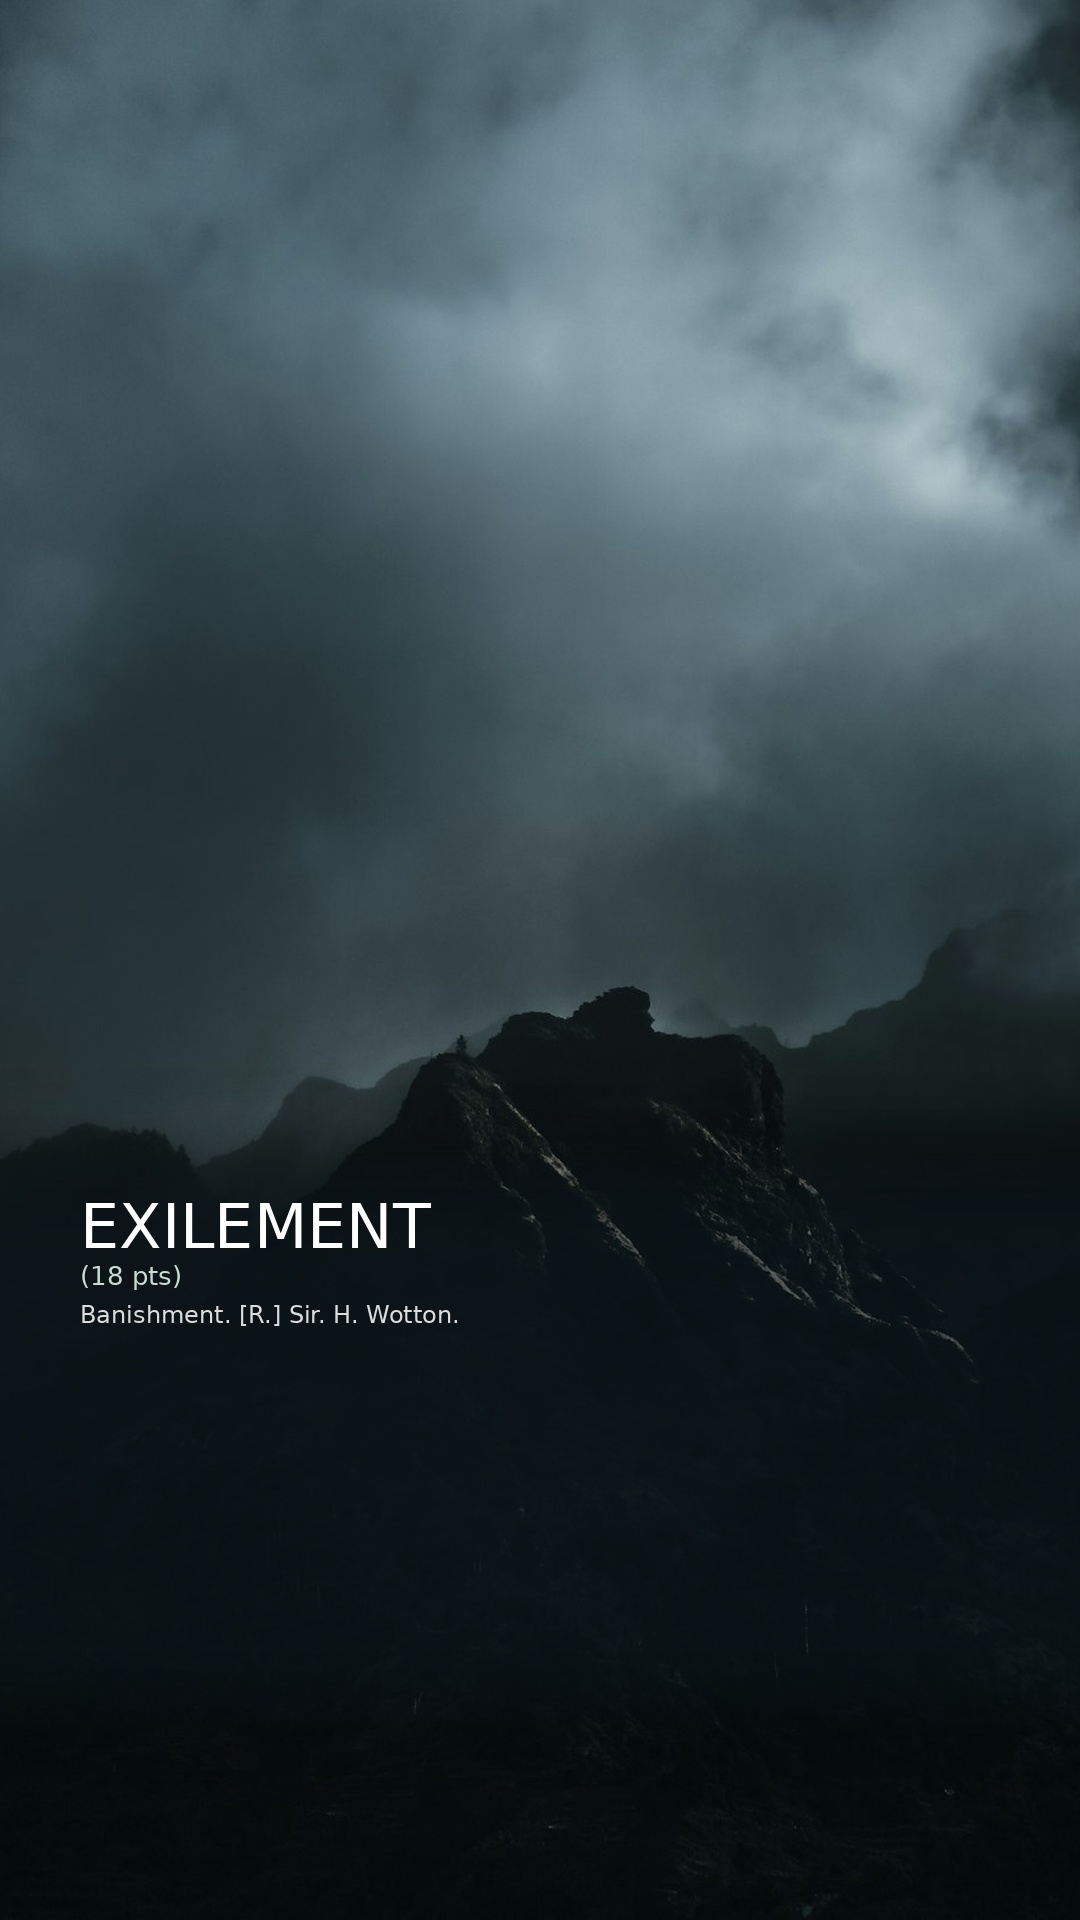 EXILEMENT
(18 pts)
Banishment. [R.] Sir. H. Wotton.